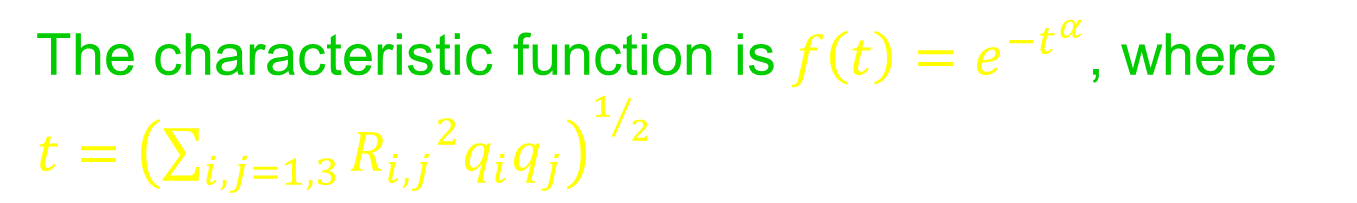 The characteristic function is 𝑓(𝑡) = 𝑒^{−𝑡^𝛼}, where
𝑡 = (∑_{𝑖,𝑗=1,3} 𝑅_{𝑖,𝑗}^2 𝑞_𝑖 𝑞_𝑗)^{1/2}